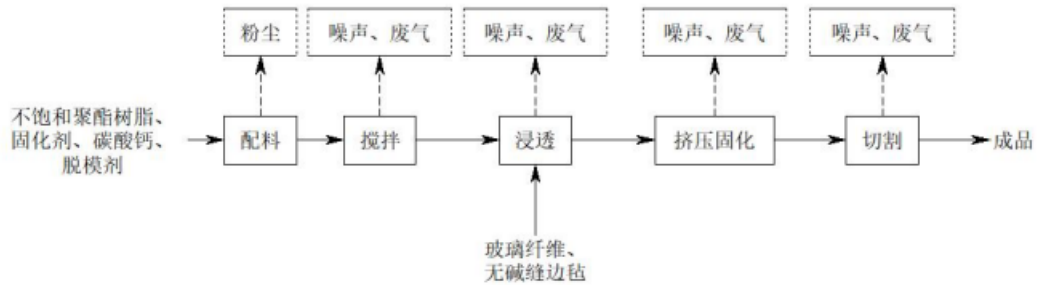 粉尘
噪声、废气
噪声、废气
噪声、废气
噪声、废气
不饱和聚酯树脂、
固化剂、碳酸钙、
脱模剂
配料
搅拌
浸透
挤压固化
切割
成品
玻璃纤维、
无碱缝边毡